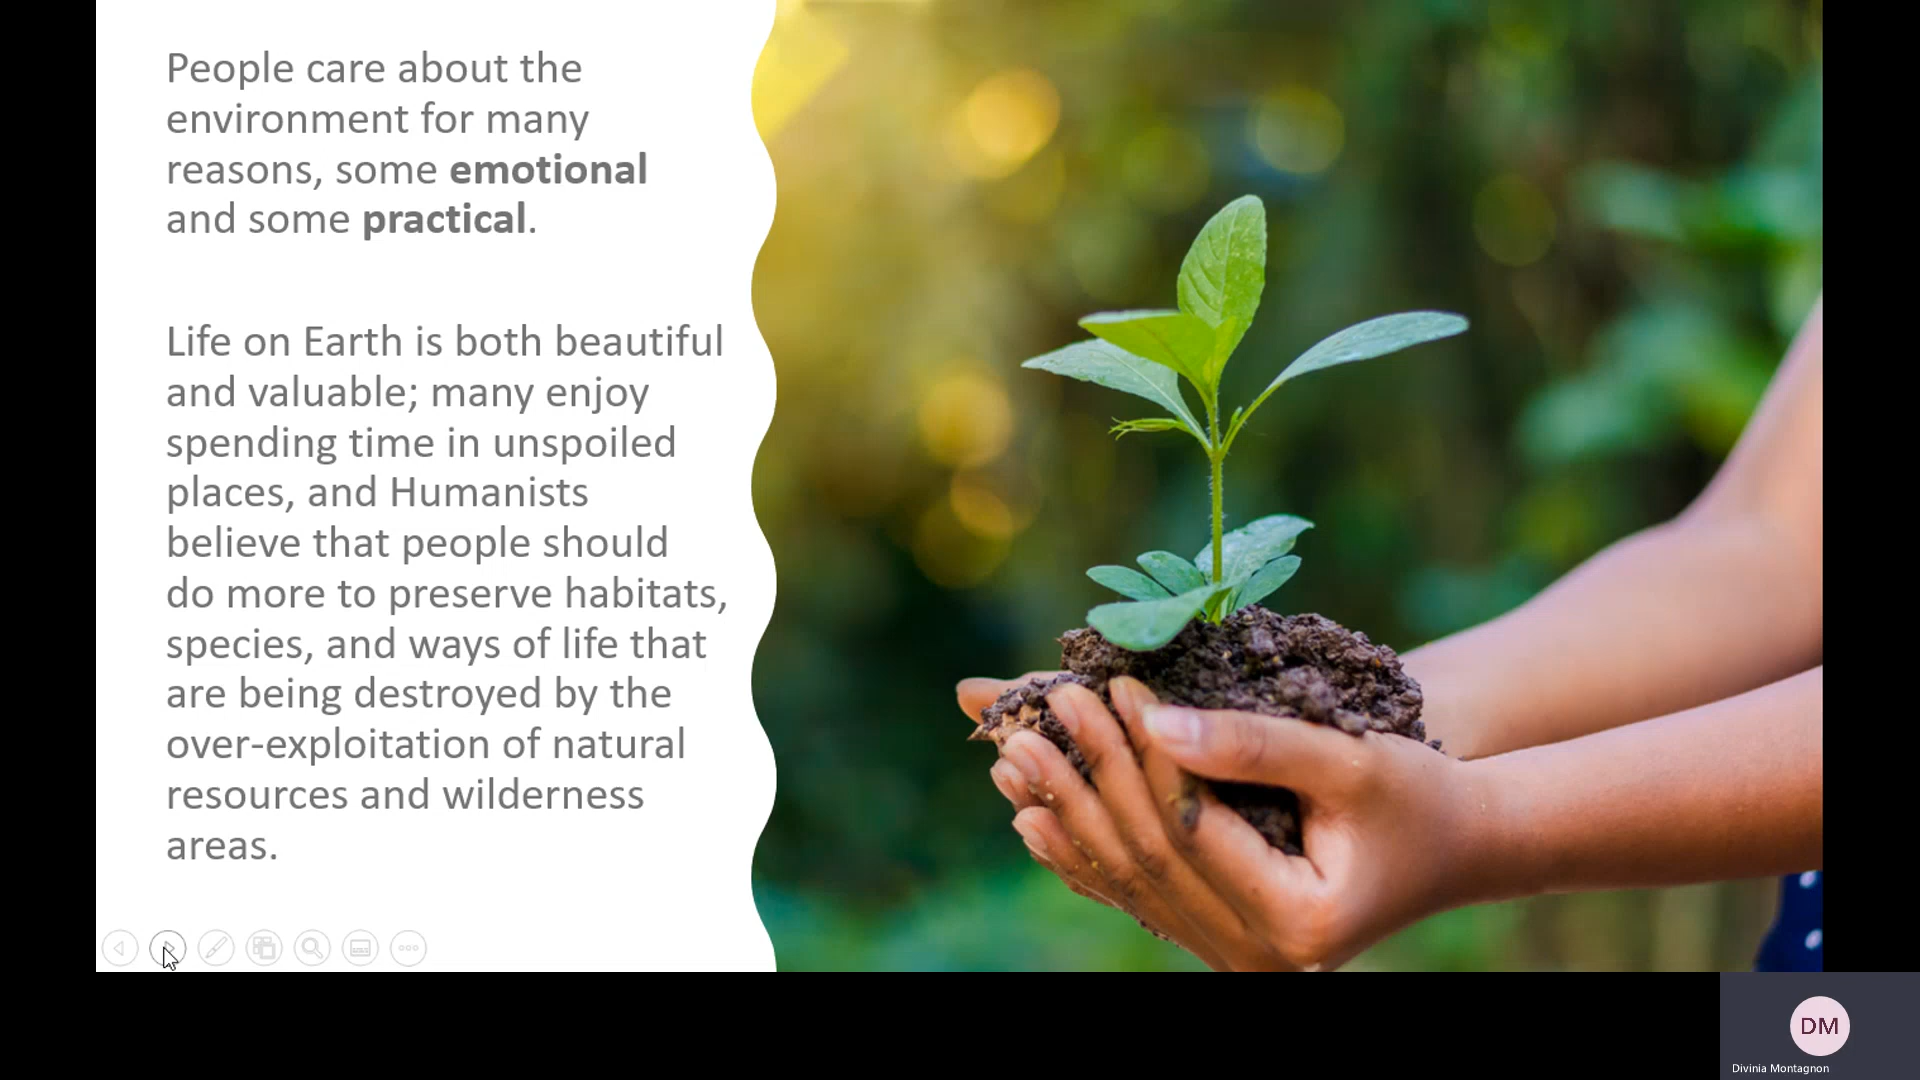 People care about the
environment for many
reasons, some emotional
and some practical.
Life on Earth is both beautiful
and valuable; many enjoy
spending time in unspoiled
places, and Humanists
believe that people should
do more to preserve habitats,
species, and ways of life that
are being destroyed by the
over-exploitation of natural
resources and wilderness
areas.
DM
Divinia Montagnon